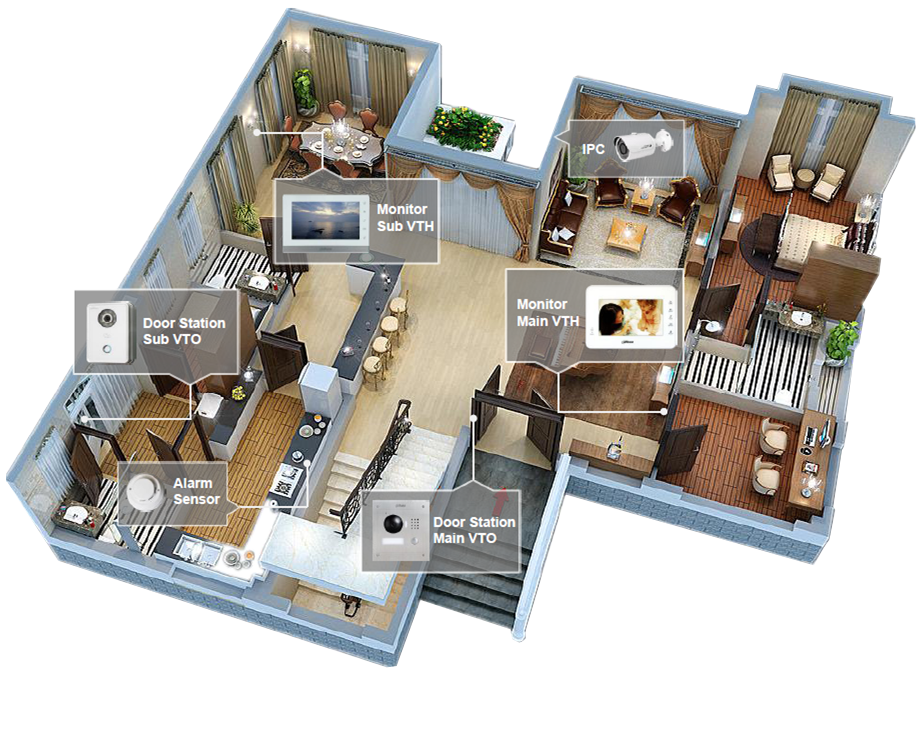 IPC
Monitor
Sub VTH
Monitor
Main VTH
Door Station
Sub VTO
Alarm
Sensor
Door Station
Main VTO